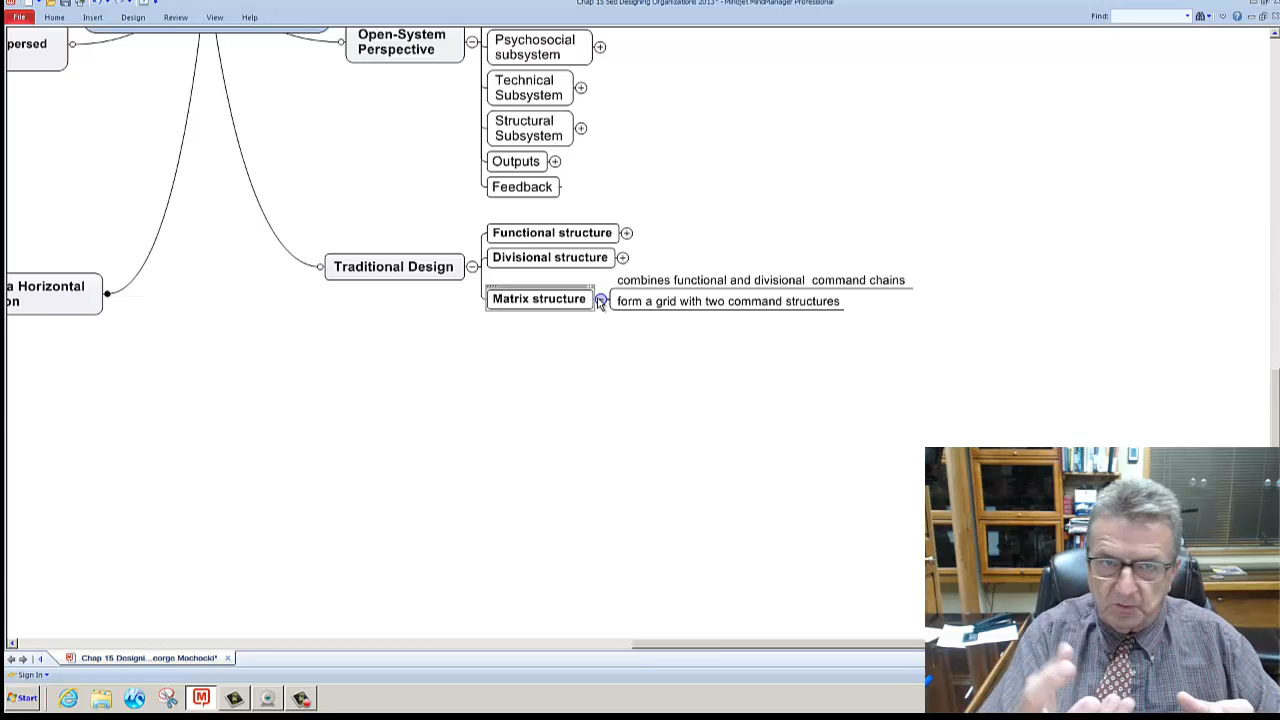 Chap 15 Sed Designing Organizations 2013* - Mindjet MindManager Professional
File Home Insert Design Review View Help
Find:
persed
Open-System
Perspective
Psychosocial
subsystem
Technical
Subsystem
Structural
Subsystem
Outputs
Feedback
Traditional Design
Functional structure
Divisional structure
Matrix structure
combines functional and divisional command chains
form a grid with two command structures
a Horizontal
on
Chap 15 Designi...eorge Mochocki*
Sign In
Start